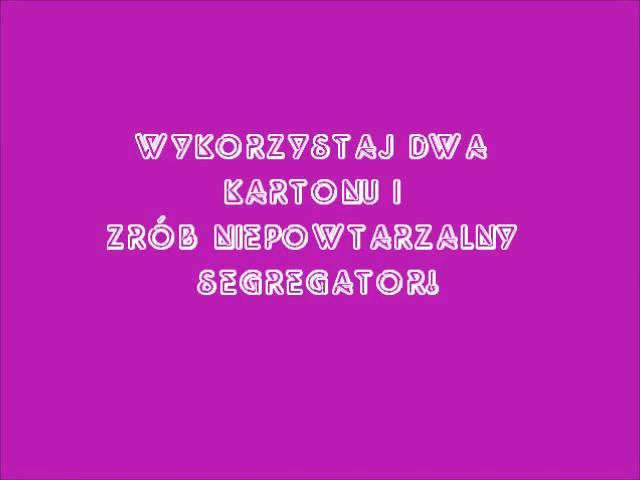 WYKORZYSTAJ DWA
KARTONU I
ZRÓB NIEPOWTARZALNY
SEGREGATOR!